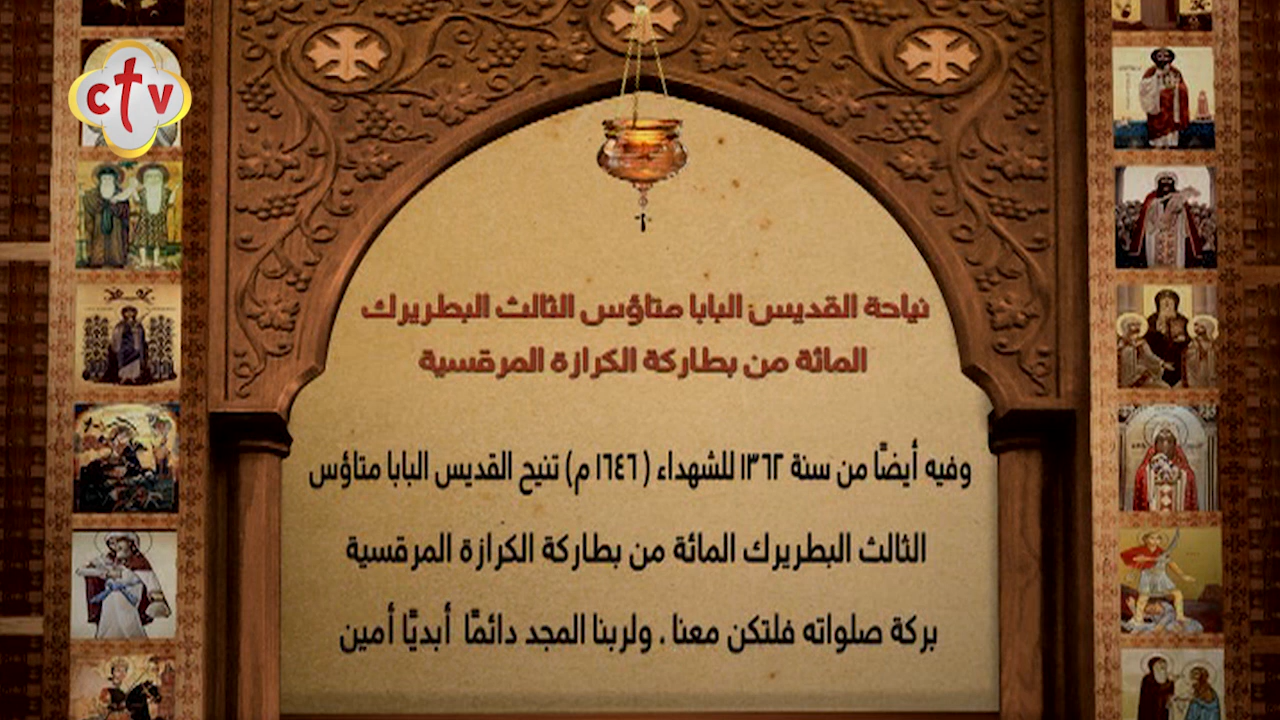 CTV
نياحة القديس البابا متاؤس الثالث البطريرك
المائة من بطاركة الكرازة المرقسية
وفيه أيضًا من سنة ١٣٦٢ للشهداء ( ١٦٤٦ م) تنيح القديس البابا متاؤس
الثالث البطريرك المائة من بطاركة الكرازة المرقسية
بركة صلواته فلتكن معنا . ولربنا المجد دائمًا أبديًا أمين